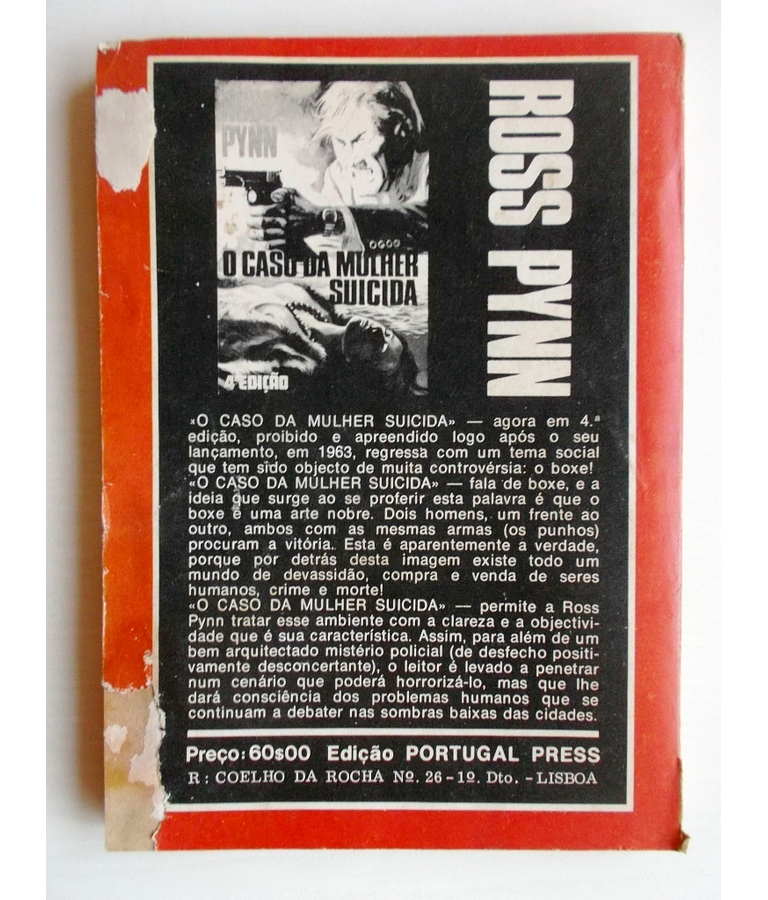 PYNN
O CASO DA MULHER
SUICIDA
4ª EDIÇÃO
ROSS PYNN
«O CASO DA MULHER SUICIDA» — agora em 4.ª
edição, proibido e apreendido logo após o seu
lançamento, em 1963, regressa com um tema social
que tem sido objecto de muita controvérsia: o boxe!
«O CASO DA MULHER SUICIDA» — fala de boxe, e a
ideia que surge ao se proferir esta palavra é que o
boxe é uma arte nobre. Dois homens, um frente ao
outro, ambos com as mesmas armas (os punhos)
procuram a vitória. Esta é aparentemente a verdade,
porque por detrás desta imagem existe todo um
mundo de devassidão, compra e venda de seres
humanos, crime e morte!
«O CASO DA MULHER SUICIDA» — permite a Ross
Pynn tratar esse ambiente com a clareza e a objectivi-
dade que é sua característica. Assim, para além de um
bem arquitectado mistério policial (de desfecho positi-
vamente desconcertante), o leitor é levado a penetrar
num cenário que poderá horrorizá-lo, mas que lhe
dará consciência dos problemas humanos que se
continuam a debater nas sombras baixas das cidades.
Preço: 60$00 Edição PORTUGAL PRESS
R: COELHO DA ROCHA Nº. 26 - 1º. Dto. - LISBOA